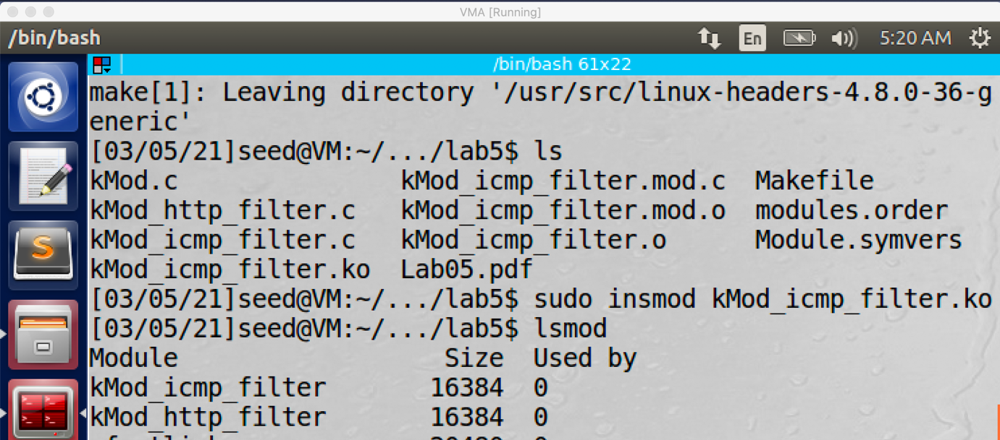 VMA [Running]
/bin/bash En 5:20 AM
/bin/bash 61x22
make[1]: Leaving directory '/usr/src/linux-headers-4.8.0-36-g
eneric'
[03/05/21]seed@VM:~/.../lab5$ ls
kMod.c kMod_icmp_filter.mod.c Makefile
kMod_http_filter.c kMod_icmp_filter.mod.o modules.order
kMod_icmp_filter.c kMod_icmp_filter.o Module.symvers
kMod_icmp_filter.ko Lab05.pdf
[03/05/21]seed@VM:~/.../lab5$ sudo insmod kMod_icmp_filter.ko
[03/05/21]seed@VM:~/.../lab5$ lsmod
Module Size Used by
kMod_icmp_filter 16384 0
kMod_http_filter 16384 0